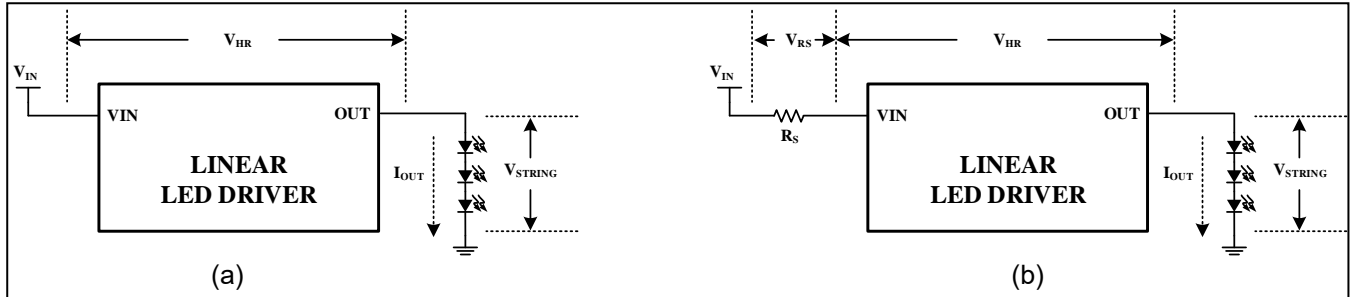 V_HR
V_IN
VIN
OUT
LINEAR
LED DRIVER
I_OUT
V_STRING
(a)
V_RS
V_HR
V_IN
R_S
VIN
OUT
LINEAR
LED DRIVER
I_OUT
V_STRING
(b)